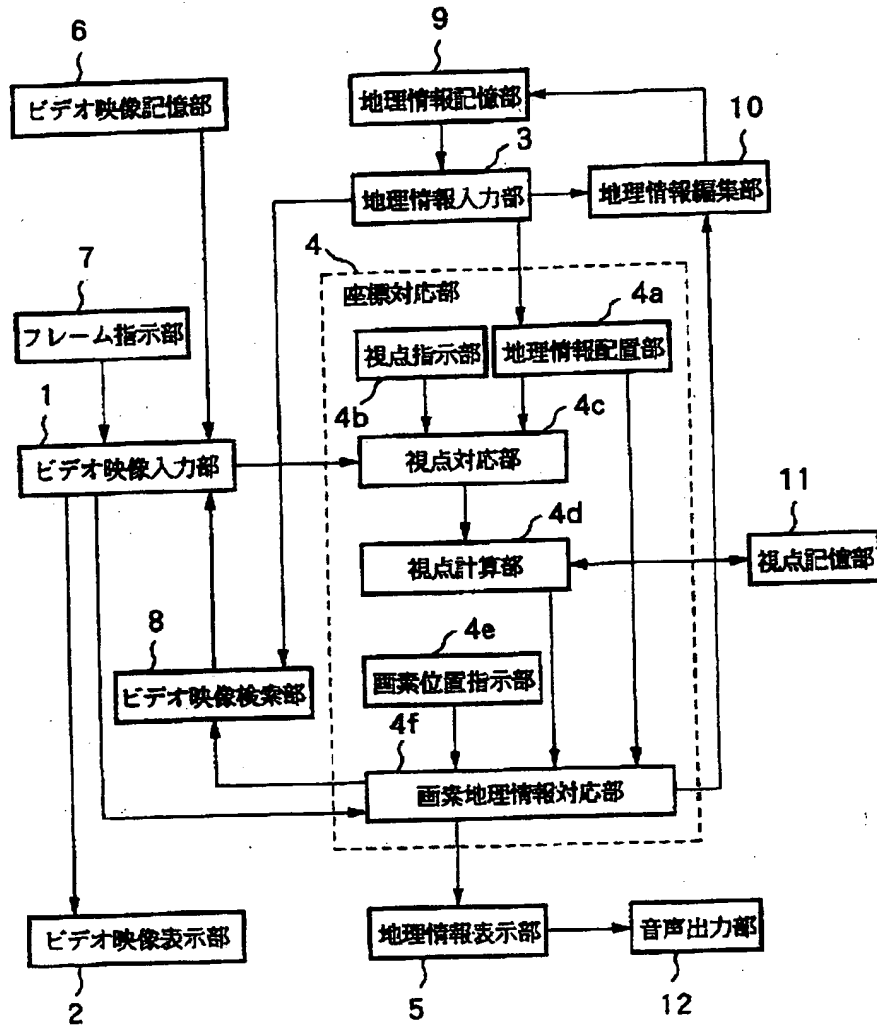 6
ビデオ映像記憶部
9
地理情報記憶部
3
地理情報入力部
10
地理情報編集部
7
フレーム指示部
4
座標対応部
4a
地理情報配置部
視点指示部
4b
4c
視点対応部
1
ビデオ映像入力部
4d
視点計算部
11
視点記憶部
8
ビデオ映像検索部
4e
画素位置指示部
4f
画素地理情報対応部
ビデオ映像表示部
2
地理情報表示部
5
音声出力部
12